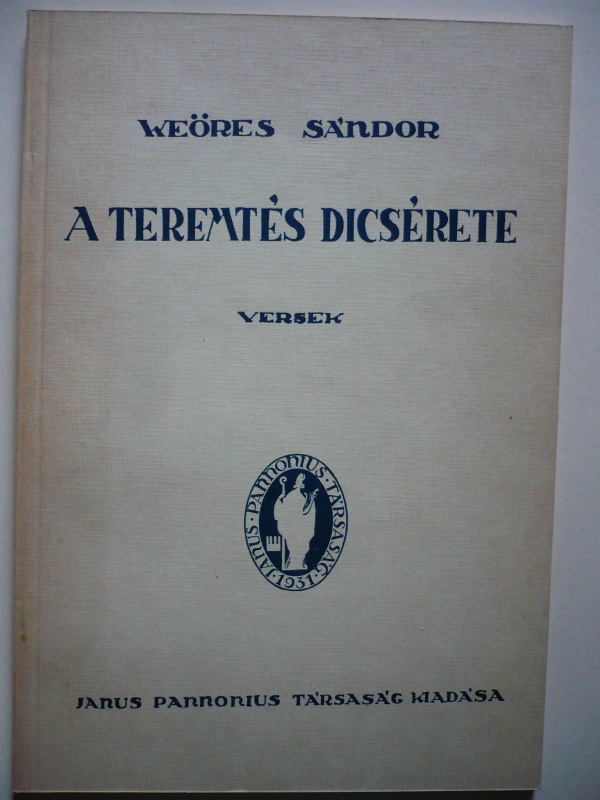 WEÖRES SÁNDOR
A TEREMTÉS DICSÉRETE
VERSEK
JANUS · PANNONIUS · TÁRSASÁG · 1931 ·
JANUS PANNONIUS TÁRSASÁG KIADÁSA